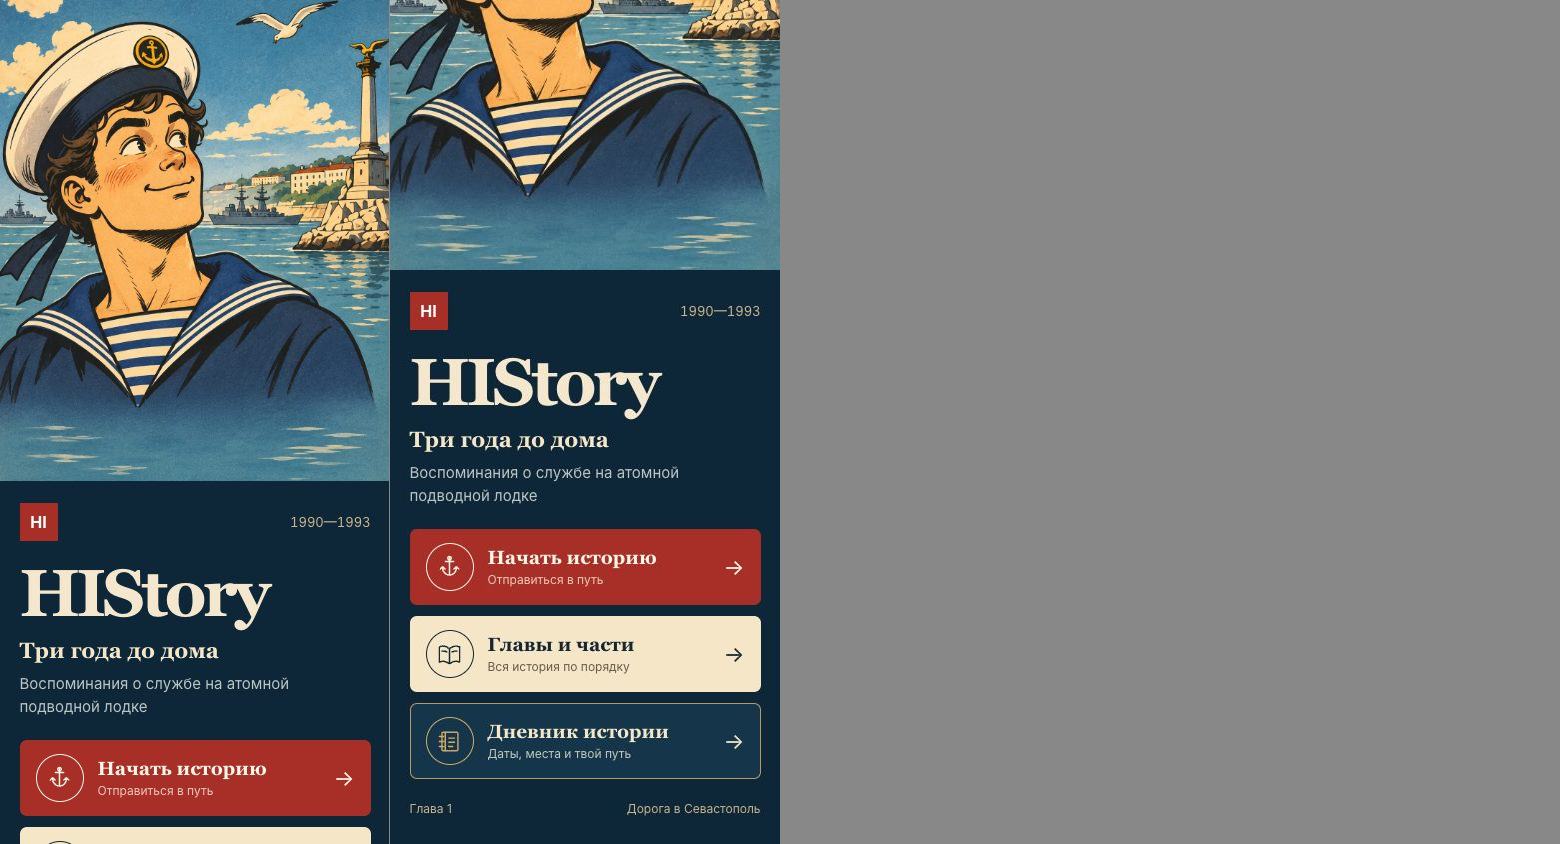 HI
1990—1993
HIStory
Три года до дома
Воспоминания о службе на атомной
подводной лодке
Начать историю
Отправиться в путь
HI
1990—1993
HIStory
Три года до дома
Воспоминания о службе на атомной
подводной лодке
Начать историю
Отправиться в путь
Главы и части
Вся история по порядку
Дневник истории
Даты, места и твой путь
Глава 1
Дорога в Севастополь